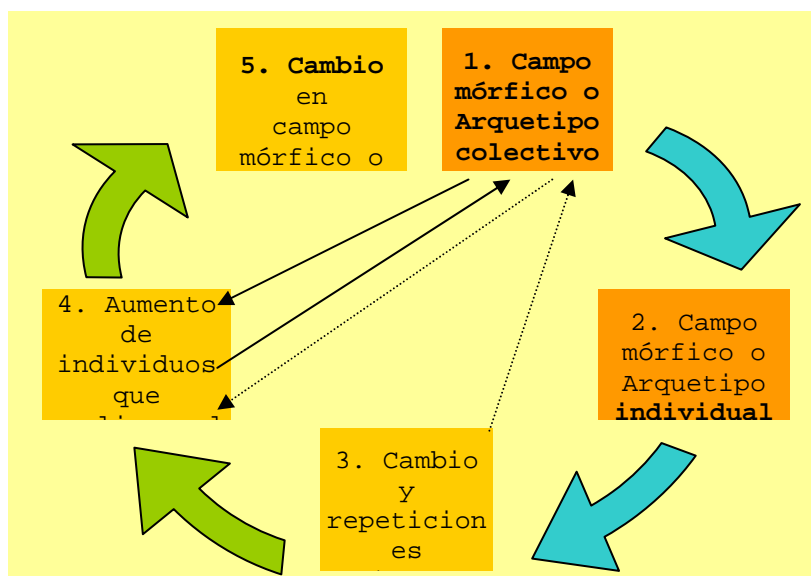 5. Cambio
en
campo
mórfico o
1. Campo
mórfico o
Arquetipo
colectivo
2. Campo
mórfico o
Arquetipo
individual
3. Cambio
y
repeticion
es
4. Aumento
de
individuos
que